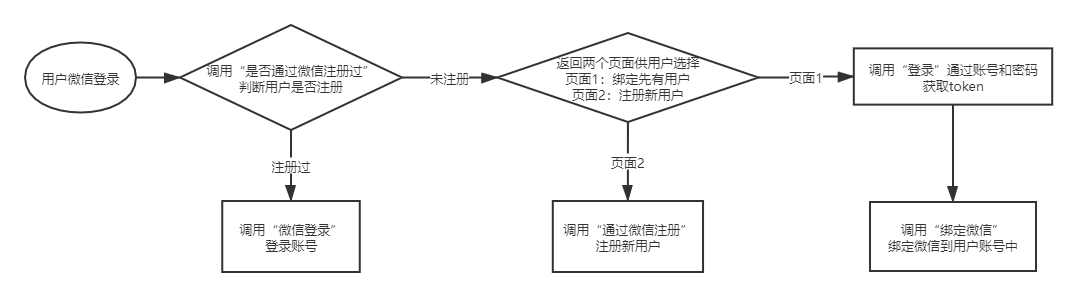 用户微信登录
调用“是否通过微信注册过”
判断用户是否注册
未注册
返回两个页面供用户选择
页面1：绑定先有用户
页面2：注册新用户
页面1
调用“登录”通过账号和密码
获取token
注册过
页面2
调用“微信登录”
登录账号
调用“通过微信注册”
注册新用户
调用“绑定微信”
绑定微信到用户账号中